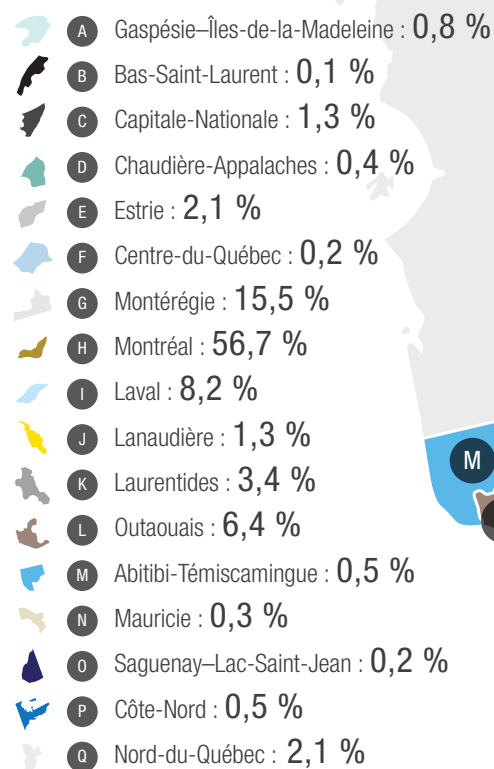 A Gaspésie–Îles-de-la-Madeleine : 0,8 %
B Bas-Saint-Laurent : 0,1 %
C Capitale-Nationale : 1,3 %
D Chaudière-Appalaches : 0,4 %
E Estrie : 2,1 %
F Centre-du-Québec : 0,2 %
G Montérégie : 15,5 %
H Montréal : 56,7 %
I Laval : 8,2 %
J Lanaudière : 1,3 %
K Laurentides : 3,4 %
L Outaouais : 6,4 %
M Abitibi-Témiscamingue : 0,5 %
N Mauricie : 0,3 %
O Saguenay–Lac-Saint-Jean : 0,2 %
P Côte-Nord : 0,5 %
Q Nord-du-Québec : 2,1 %
M